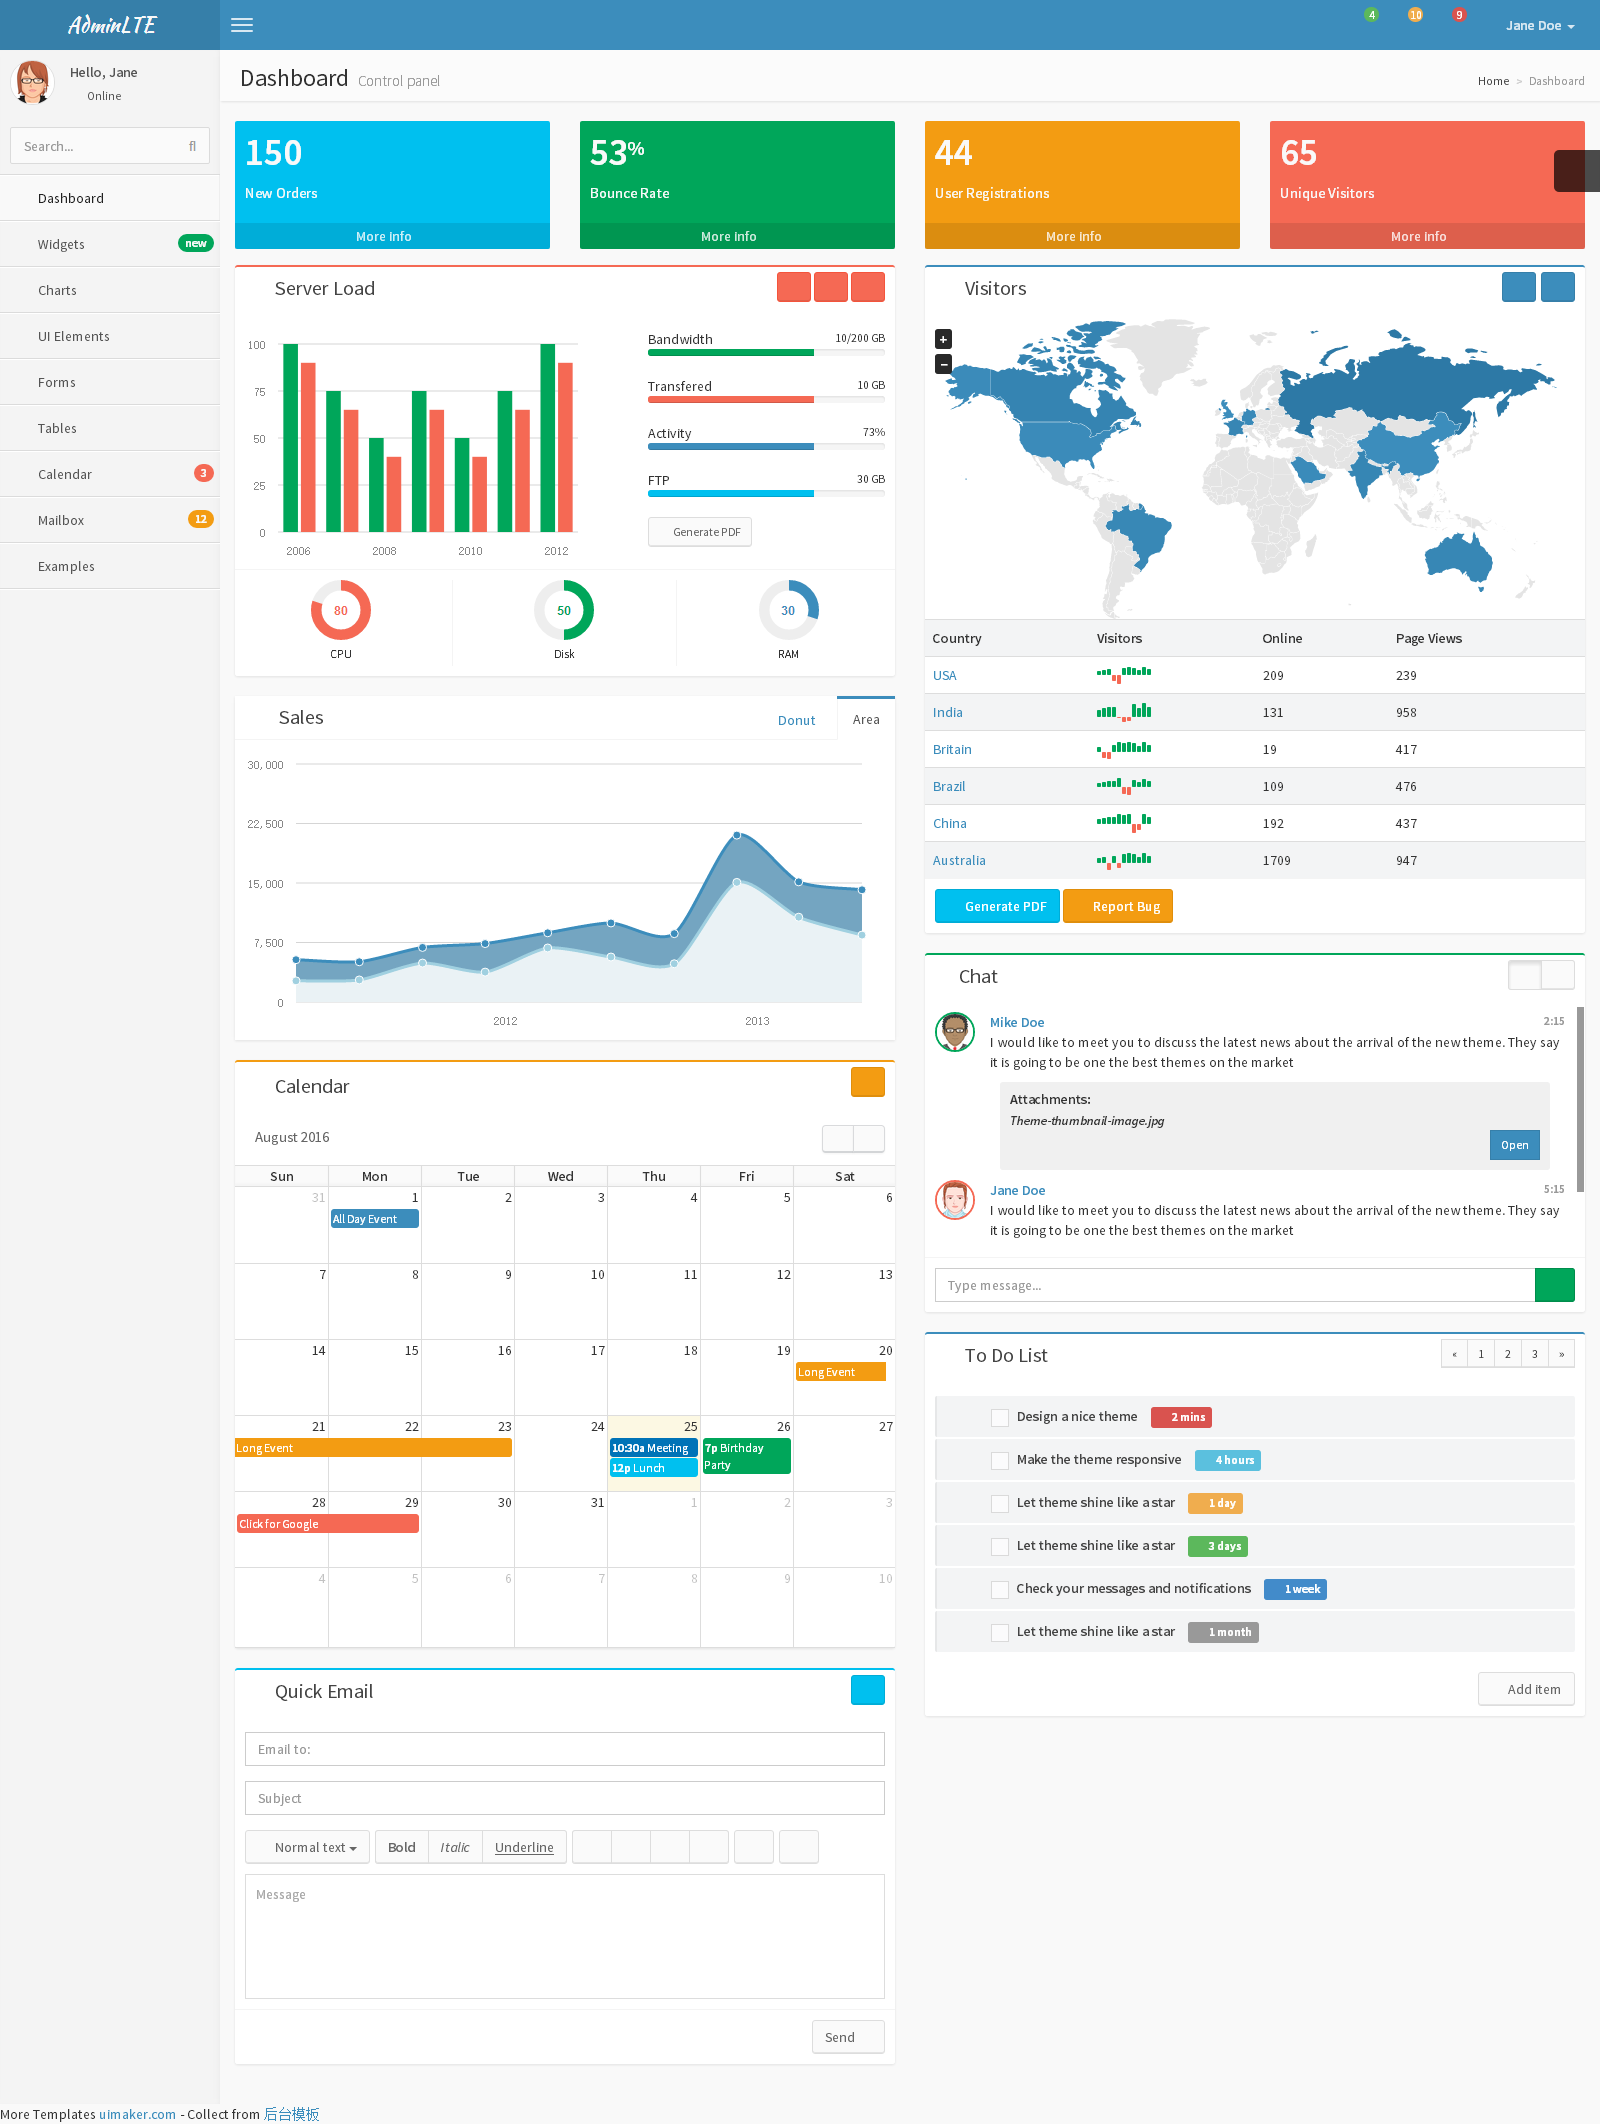 AdminLTE
4
10
9
Jane Doe
Hello, Jane
Online
Search...
Dashboard
Widgets
new
Charts
UI Elements
Forms
Tables
Calendar
3
Mailbox
12
Examples
Dashboard Control panel
Home > Dashboard
150
New Orders
More Info
53%
Bounce Rate
More Info
44
User Registrations
More Info
65
Unique Visitors
More Info
Server Load
100
75
50
25
0
2006
2008
2010
2012
Bandwidth
10/200 GB
Transfered
10 GB
Activity
73%
FTP
30 GB
Generate PDF
80
CPU
50
Disk
30
RAM
Sales
Donut
Area
30,000
22,500
15,000
7,500
0
2012
2013
Calendar
August 2016
Sun Mon Tue Wed Thu Fri Sat
31 1 2 3 4 5 6
All Day Event
7 8 9 10 11 12 13
14 15 16 17 18 19 20
Long Event
21 22 23 24 25 26 27
Long Event
10:30a Meeting
12p Lunch
7p Birthday
Party
28 29 30 31 1 2 3
Click for Google
4 5 6 7 8 9 10
Quick Email
Email to:
Subject
Normal text
Bold
Italic
Underline
Message
Send
Visitors
+
−
Country Visitors Online Page Views
USA 209 239
India 131 958
Britain 19 417
Brazil 109 476
China 192 437
Australia 1709 947
Generate PDF
Report Bug
Chat
Mike Doe
2:15
I would like to meet you to discuss the latest news about the arrival of the new theme. They say
it is going to be one the best themes on the market
Attachments:
Theme-thumbnail-image.jpg
Open
Jane Doe
5:15
I would like to meet you to discuss the latest news about the arrival of the new theme. They say
it is going to be one the best themes on the market
Type message...
To Do List
« 1 2 3 »
Design a nice theme 2 mins
Make the theme responsive 4 hours
Let theme shine like a star 1 day
Let theme shine like a star 3 days
Check your messages and notifications 1 week
Let theme shine like a star 1 month
Add item
More Templates uimaker.com - Collect from 后台模板